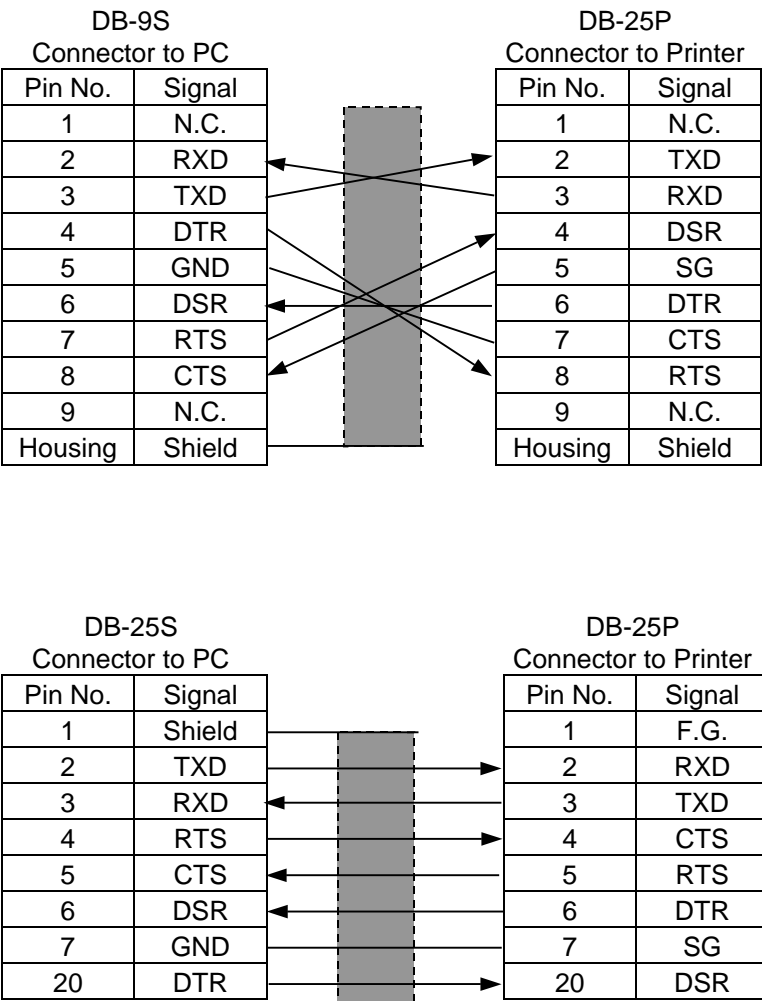 DB-9S DB-25P
Connector to PC Connector to Printer
Pin No. Signal Pin No. Signal
1 N.C. 1 N.C.
2 RXD 2 TXD
3 TXD 3 RXD
4 DTR 4 DSR
5 GND 5 SG
6 DSR 6 DTR
7 RTS 7 CTS
8 CTS 8 RTS
9 N.C. 9 N.C.
Housing Shield Housing Shield
DB-25S DB-25P
Connector to PC Connector to Printer
Pin No. Signal Pin No. Signal
1 Shield 1 F.G.
2 TXD 2 RXD
3 RXD 3 TXD
4 RTS 4 CTS
5 CTS 5 RTS
6 DSR 6 DTR
7 GND 7 SG
20 DTR 20 DSR